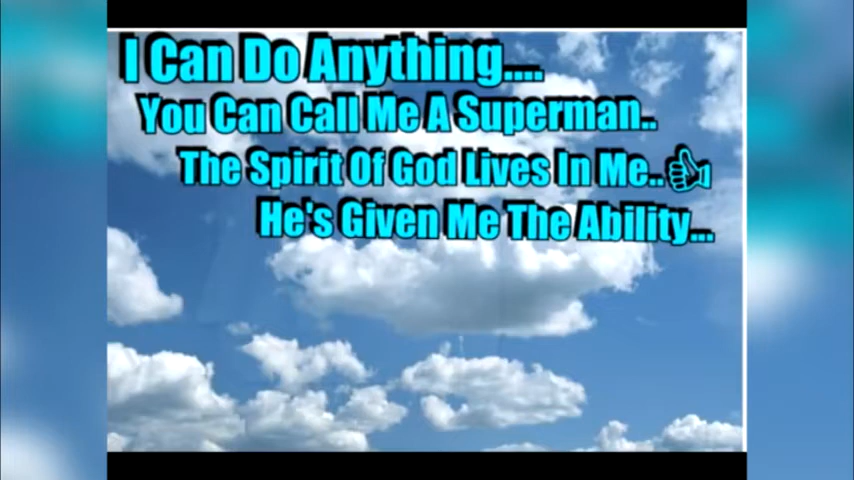 I Can Do Anything....
You Can Call Me A Superman..
The Spirit Of God Lives In Me..👍
He's Given Me The Ability...